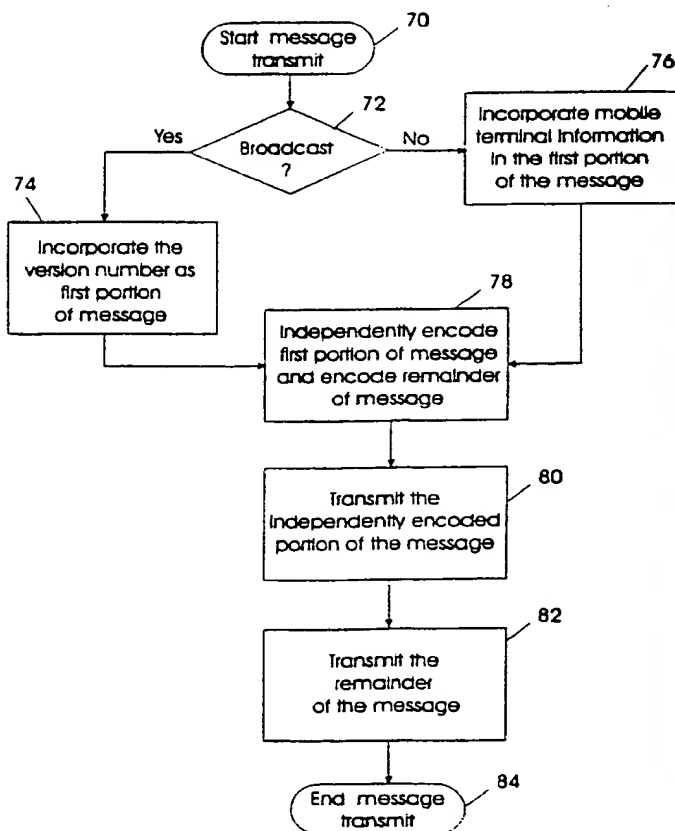 Start message
transmit
70
72
Broadcast
?
Yes
No
76
Incorporate mobile
terminal information
in the first portion
of the message
74
Incorporate the
version number as
first portion
of message
78
Independently encode
first portion of message
and encode remainder
of message
80
Transmit the
independently encoded
portion of the message
82
Transmit the
remainder
of the message
84
End message
transmit